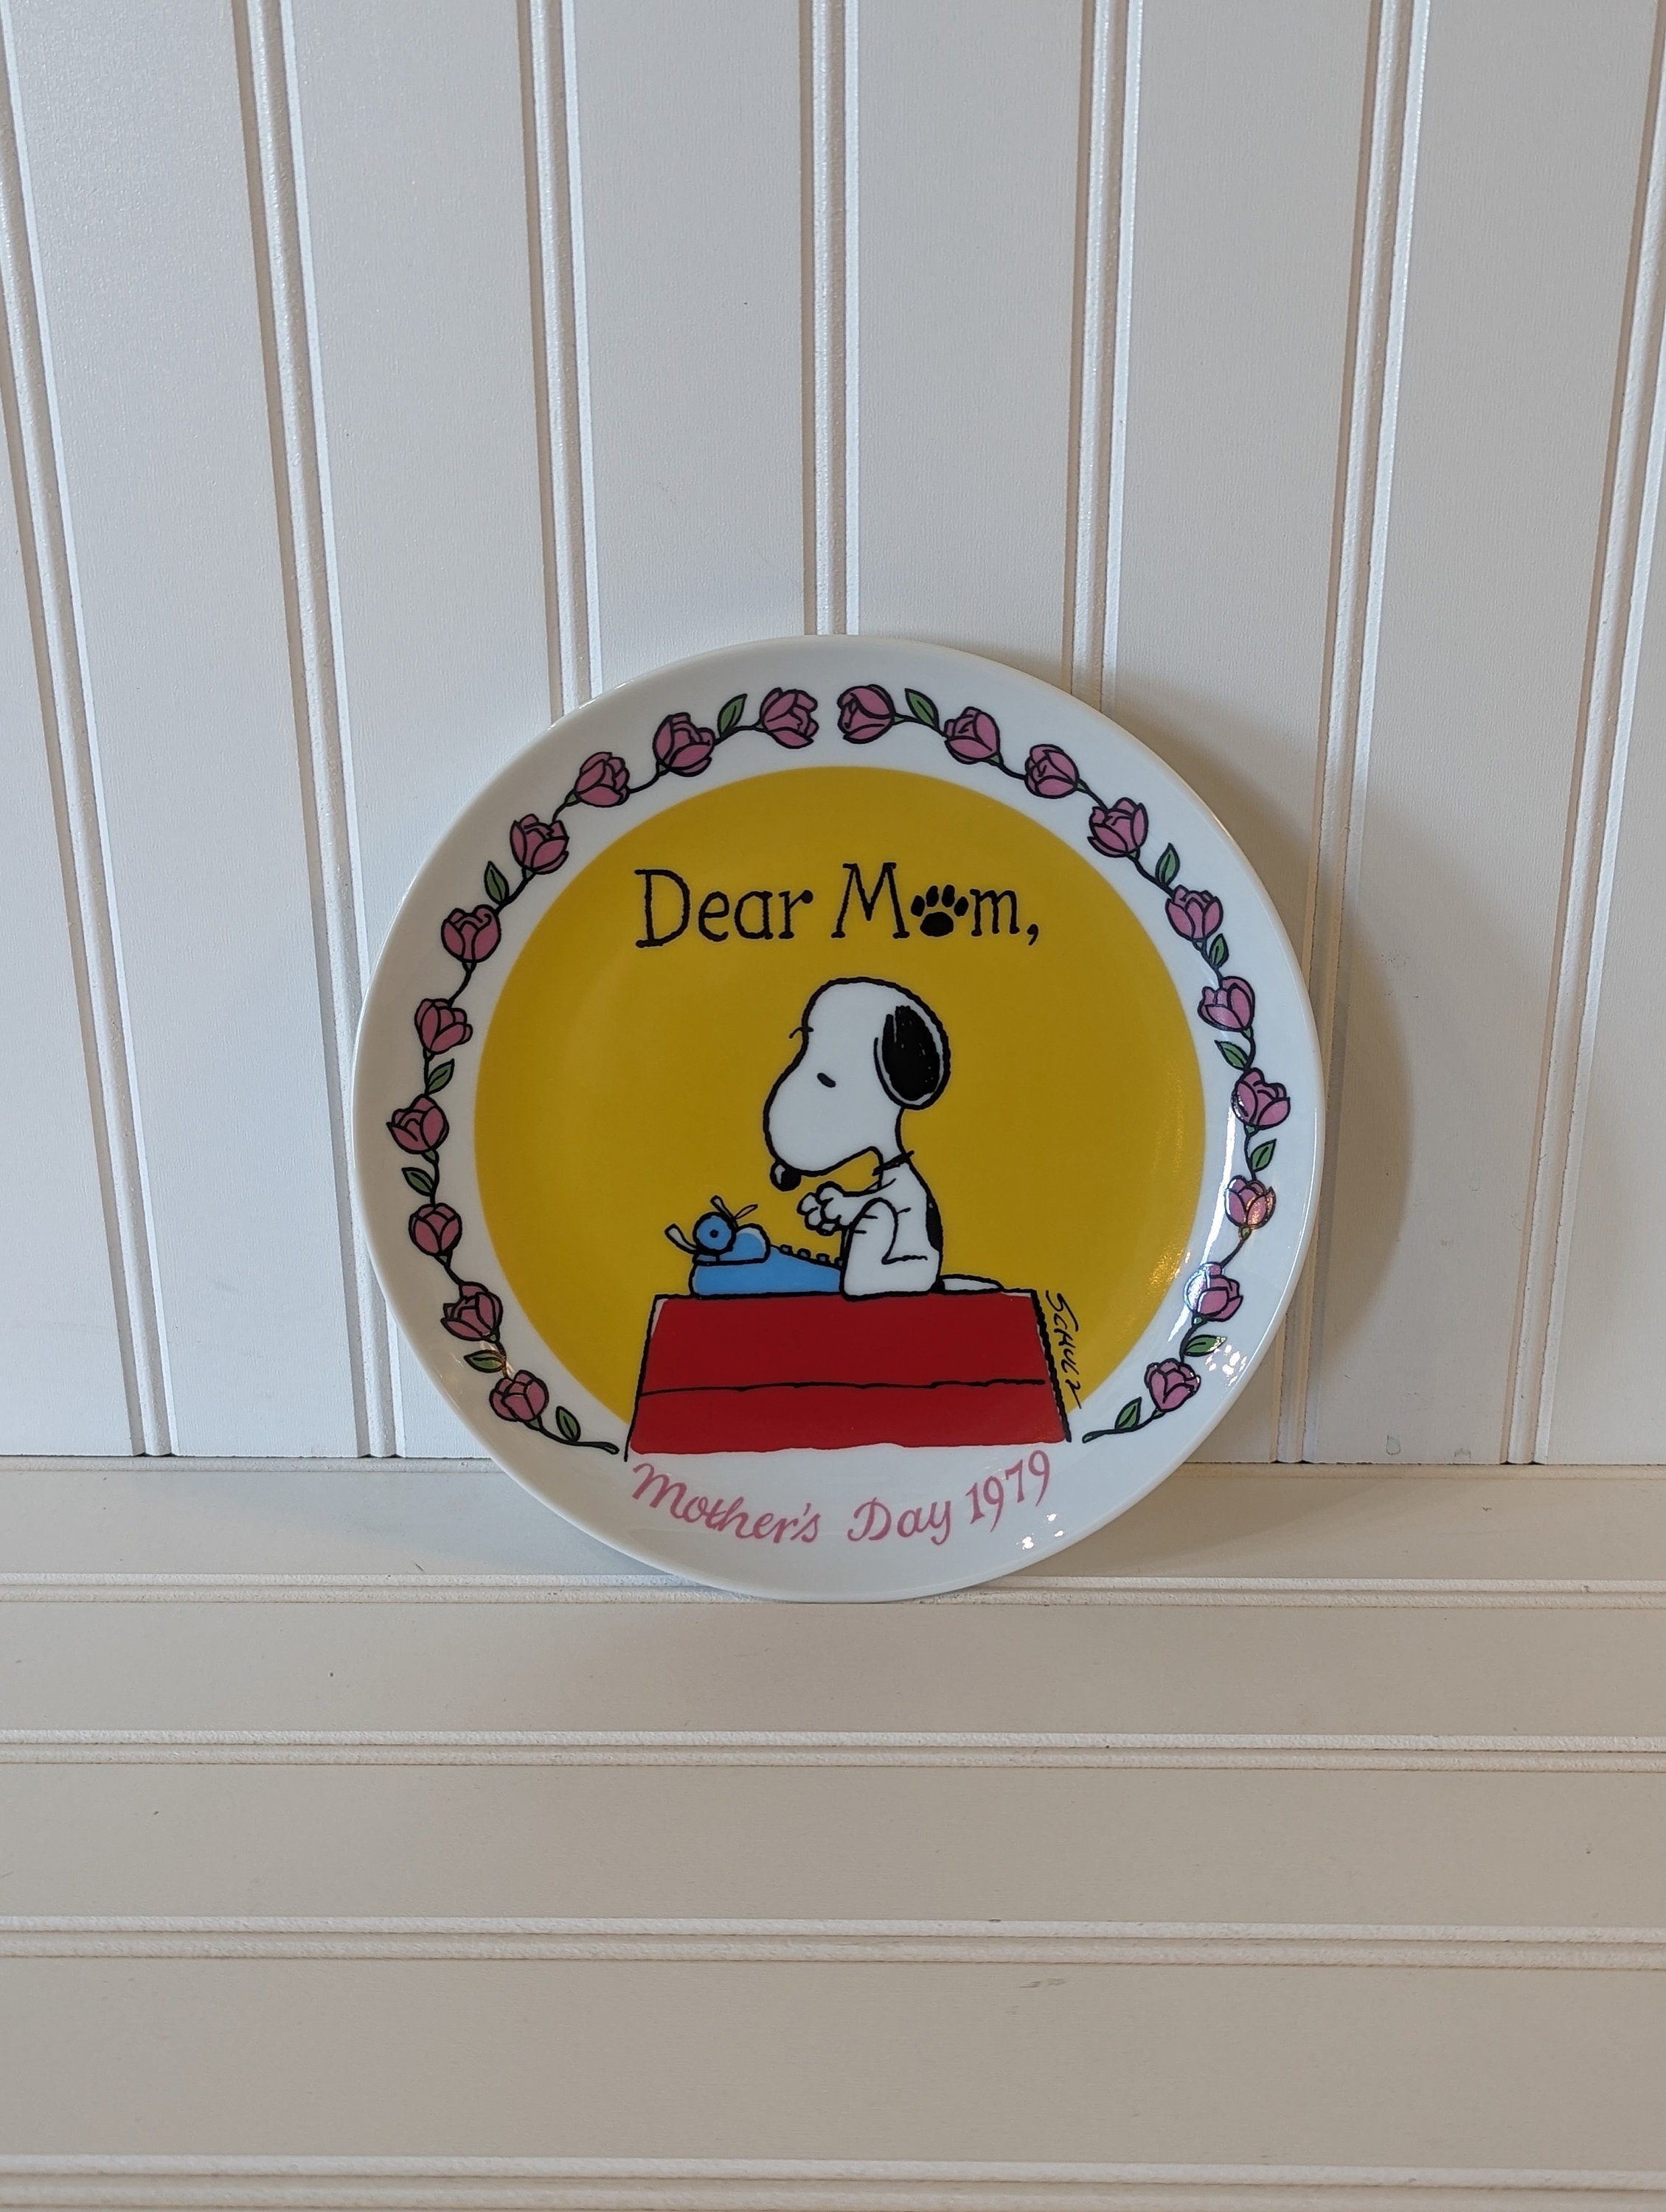 Dear Mom,
SCHULZ
Mother's Day 1979